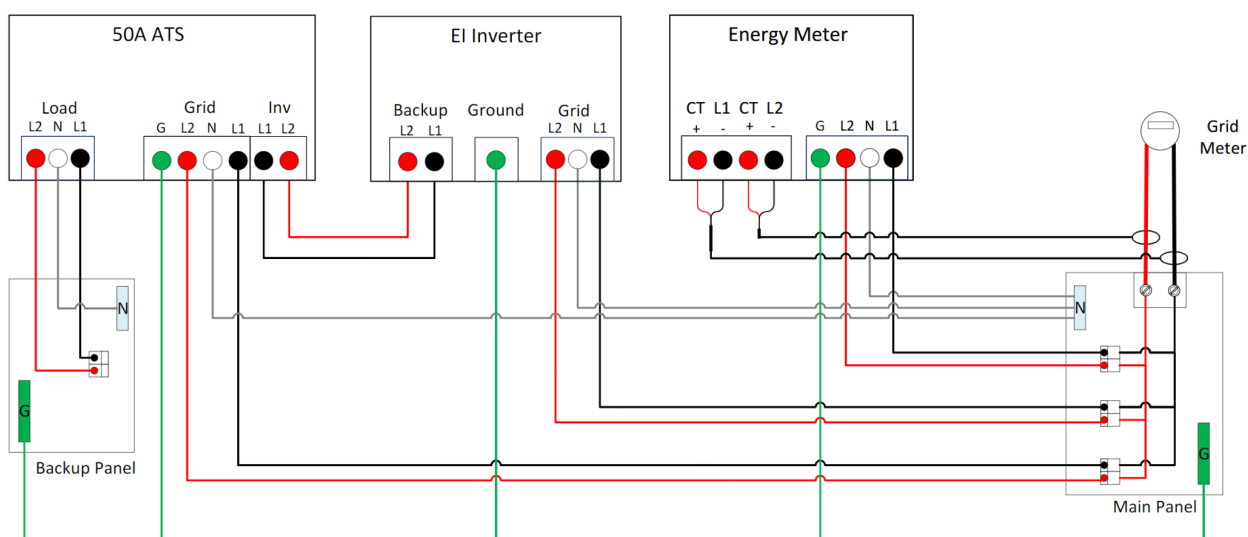 50A ATS
EI Inverter
Energy Meter
Load
Grid
Inv
L2 N L1
G L2 N L1 L1 L2
Backup
Ground
Grid
L2 L1
L2 N L1
CT L1 CT L2
+ - + -
G L2 N L1
Grid
Meter
N
N
G
G
Backup Panel
Main Panel